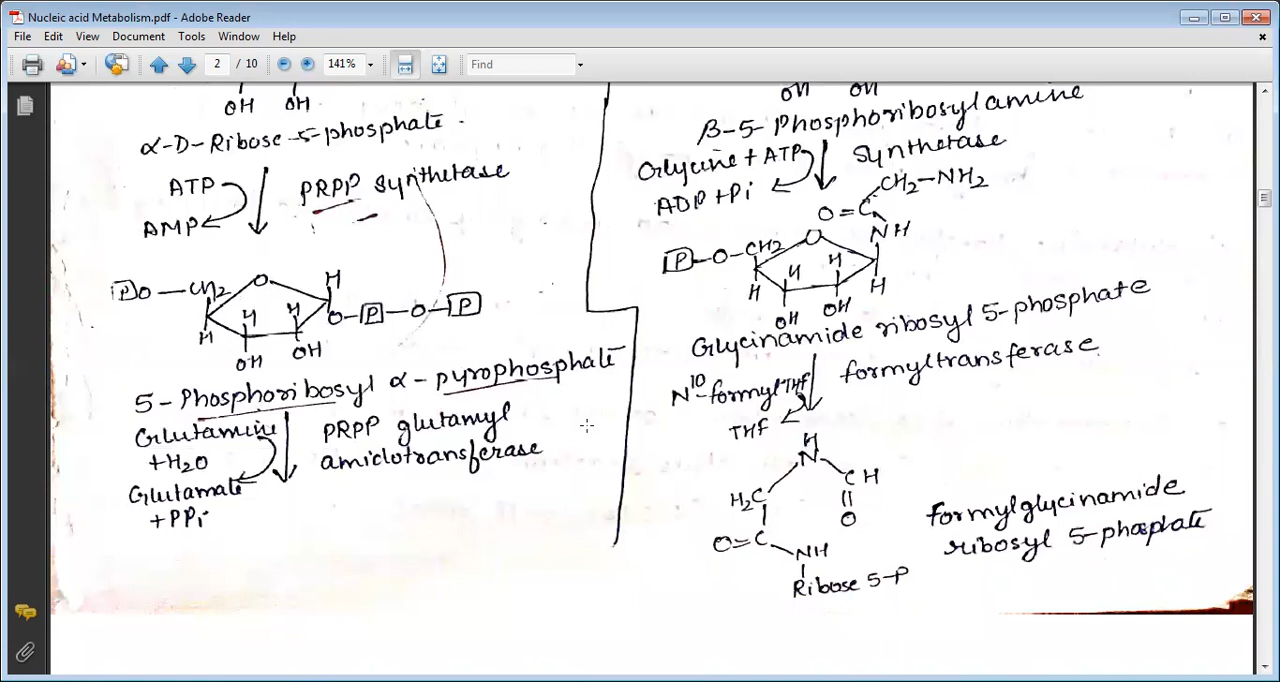 Nucleic acid Metabolism.pdf - Adobe Reader
File Edit View Document Tools Window Help
2 / 10 141% Find
OH OH
α-D-Ribose-5-phosphate.
ATP
AMP
PRPP synthetase
P O — CH2 O H
H H H O-P-O-P
OH OH
5-Phosphoribosyl α-pyrophosphate
Glutamine
+H2O
Glutamate
+PPi
PRPP glutamyl
amidotransferase
OH OH
β-5-Phosphoribosylamine
Glycine + ATP
ADP + Pi
synthetase
CH2-NH2
O=C
NH
P-O-CH2 O
H H H H
OH OH
Glycinamide ribosyl 5-phosphate
N10-formyl THF
THF
formyltransferase
H
N
H2C CH
O
O=C NH
Ribose 5-P
formylglycinamide
ribosyl 5-phosphate